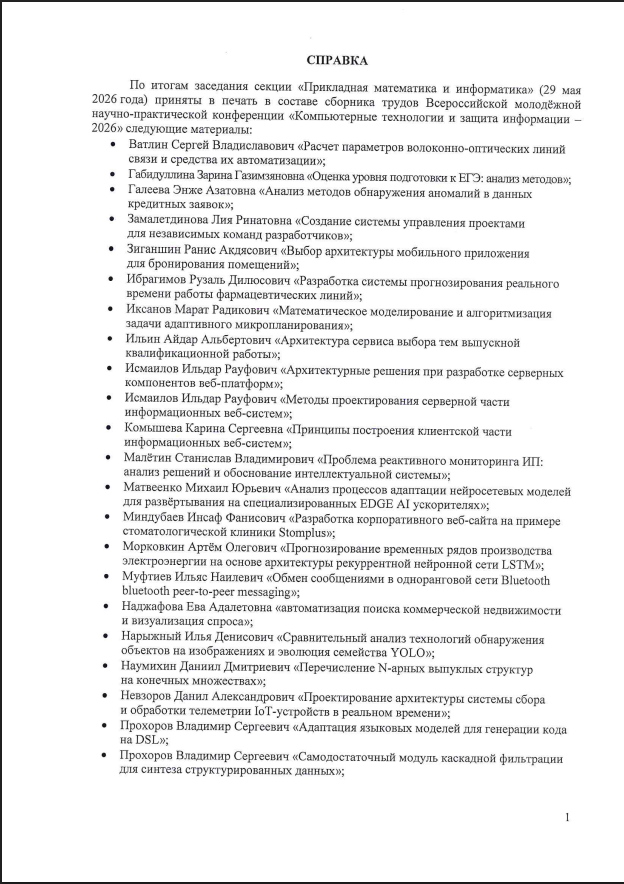 СПРАВКА
По итогам заседания секции «Прикладная математика и информатика» (29 мая
2026 года) приняты в печать в составе сборника трудов Всероссийской молодёжной
научно-практической конференции «Компьютерные технологии и защита информации –
2026» следующие материалы:
• Ватлин Сергей Владиславович «Расчет параметров волоконно-оптических линий
связи и средства их автоматизации»;
• Габидуллина Зарина Газимзяновна «Оценка уровня подготовки к ЕГЭ: анализ методов»;
• Галеева Энже Азатовна «Анализ методов обнаружения аномалий в данных
кредитных заявок»;
• Замалетдинова Лия Ринатовна «Создание системы управления проектами
для независимых команд разработчиков»;
• Зиганшин Ранис Акдясович «Выбор архитектуры мобильного приложения
для бронирования помещений»;
• Ибрагимов Рузаль Дилюсович «Разработка системы прогнозирования реального
времени работы фармацевтических линий»;
• Иксанов Марат Радикович «Математическое моделирование и алгоритмизация
задачи адаптивного микропланирования»;
• Ильин Айдар Альбертович «Архитектура сервиса выбора тем выпускной
квалификационной работы»;
• Исмаилов Ильдар Рауфович «Архитектурные решения при разработке серверных
компонентов веб-платформ»;
• Исмаилов Ильдар Рауфович «Методы проектирования серверной части
информационных веб-систем»;
• Комышева Карина Сергеевна «Принципы построения клиентской части
информационных веб-систем»;
• Малётин Станислав Владимирович «Проблема реактивного мониторинга ИП:
анализ решений и обоснование интеллектуальной системы»;
• Матвеенко Михаил Юрьевич «Анализ процессов адаптации нейросетевых моделей
для развёртывания на специализированных EDGE AI ускорителях»;
• Миндубаев Инсаф Фанисович «Разработка корпоративного веб-сайта на примере
стоматологической клиники Stomplus»;
• Морковкин Артём Олегович «Прогнозирование временных рядов производства
электроэнергии на основе архитектуры рекуррентной нейронной сети LSTM»;
• Муфтиев Ильяс Наилевич «Обмен сообщениями в одноранговой сети Bluetooth
bluetooth peer-to-peer messaging»;
• Наджафова Ева Адалетовна «автоматизация поиска коммерческой недвижимости
и визуализация спроса»;
• Нарыжный Илья Денисович «Сравнительный анализ технологий обнаружения
объектов на изображениях и эволюция семейства YOLO»;
• Наумихин Даниил Дмитриевич «Перечисление N-арных выпуклых структур
на конечных множествах»;
• Невзоров Данил Александрович «Проектирование архитектуры системы сбора
и обработки телеметрии IoT-устройств в реальном времени»;
• Прохоров Владимир Сергеевич «Адаптация языковых моделей для генерации кода
на DSL»;
• Прохоров Владимир Сергеевич «Самодостаточный модуль каскадной фильтрации
для синтеза структурированных данных»;
1